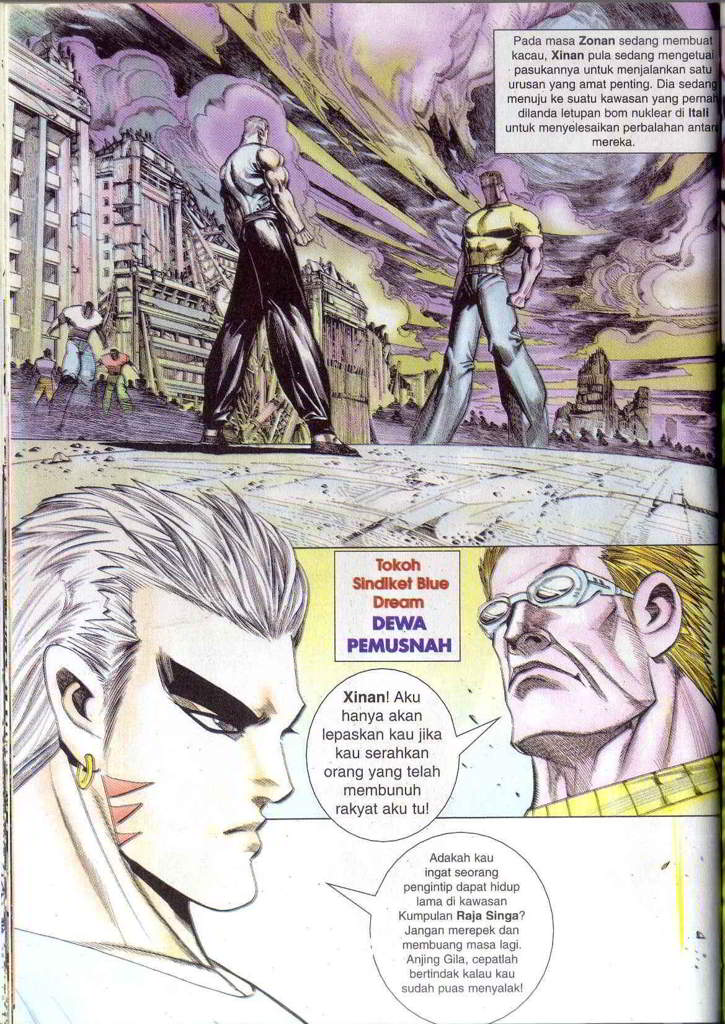 Pada masa Zonan sedang membuat
kacau, Xinan pula sedang mengetuai
pasukannya untuk menjalankan satu
urusan yang amat penting. Dia sedang
menuju ke suatu kawasan yang pernah
dilanda letupan bom nuklear di Itali
untuk menyelesaikan perbalahan antara
mereka.
Tokoh
Sindiket Blue
Dream
DEWA
PEMUSNAH
Xinan! Aku
hanya akan
lepaskan kau jika
kau serahkan
orang yang telah
membunuh
rakyat aku tu!
Adakah kau
ingat seorang
pengintip dapat hidup
lama di kawasan
Kumpulan Raja Singa?
Jangan merepek dan
membuang masa lagi.
Anjing Gila, cepatlah
bertindak kalau kau
sudah puas menyalak!